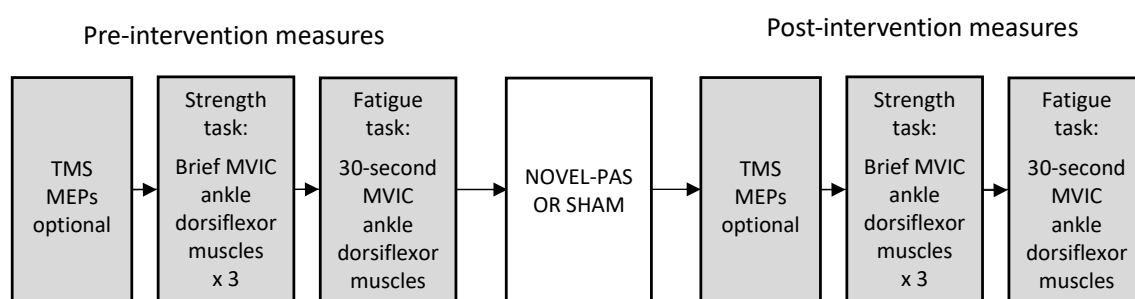 Pre-intervention measures
Post-intervention measures
TMS
MEPs
optional
Strength
task:
Brief MVIC
ankle
dorsiflexor
muscles
x 3
Fatigue
task:
30-second
MVIC
ankle
dorsiflexor
muscles
NOVEL-PAS
OR SHAM
TMS
MEPs
optional
Strength
task:
Brief MVIC
ankle
dorsiflexor
muscles
x 3
Fatigue
task:
30-second
MVIC
ankle
dorsiflexor
muscles